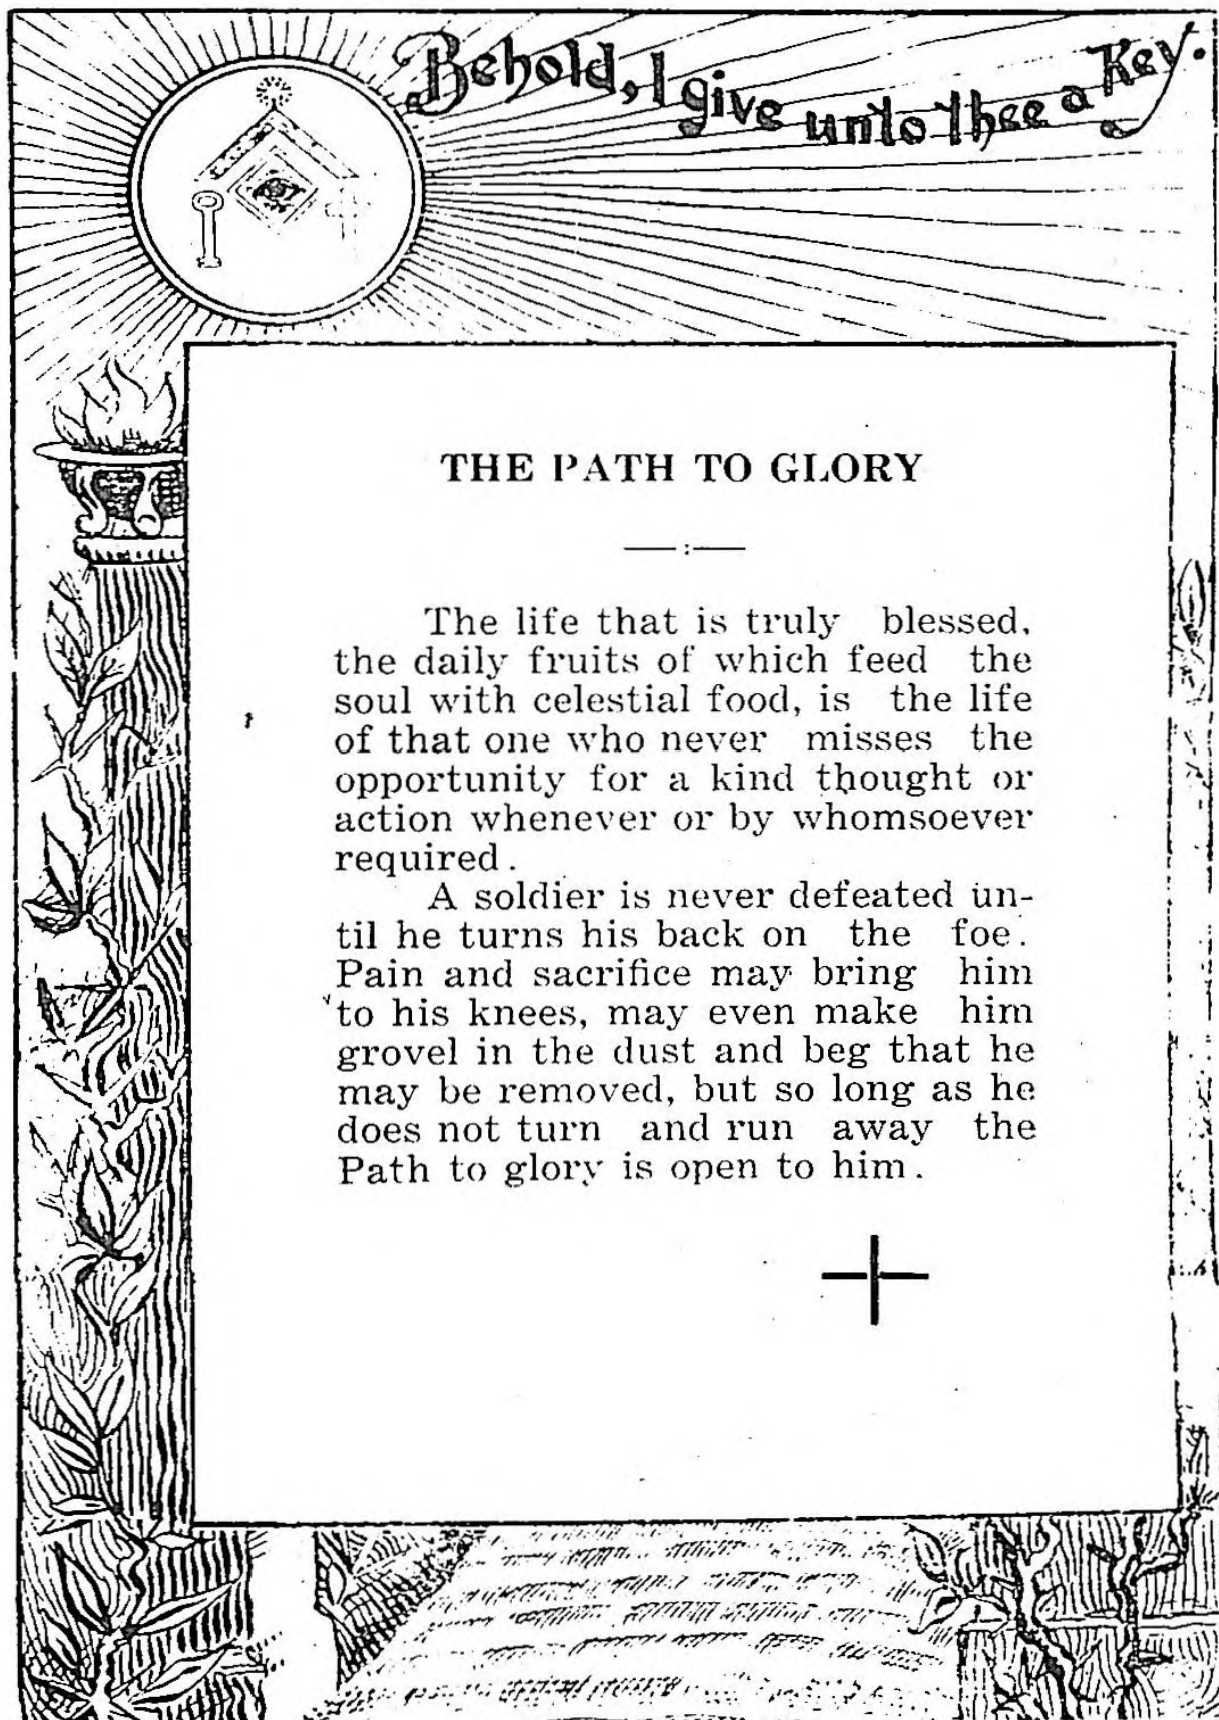 Behold, I give unto thee a Key.
THE PATH TO GLORY
The life that is truly blessed,
the daily fruits of which feed the
soul with celestial food, is the life
of that one who never misses the
opportunity for a kind thought or
action whenever or by whomsoever
required.
A soldier is never defeated un-
til he turns his back on the foe.
Pain and sacrifice may bring him
to his knees, may even make him
grovel in the dust and beg that he
may be removed, but so long as he
does not turn and run away the
Path to glory is open to him.